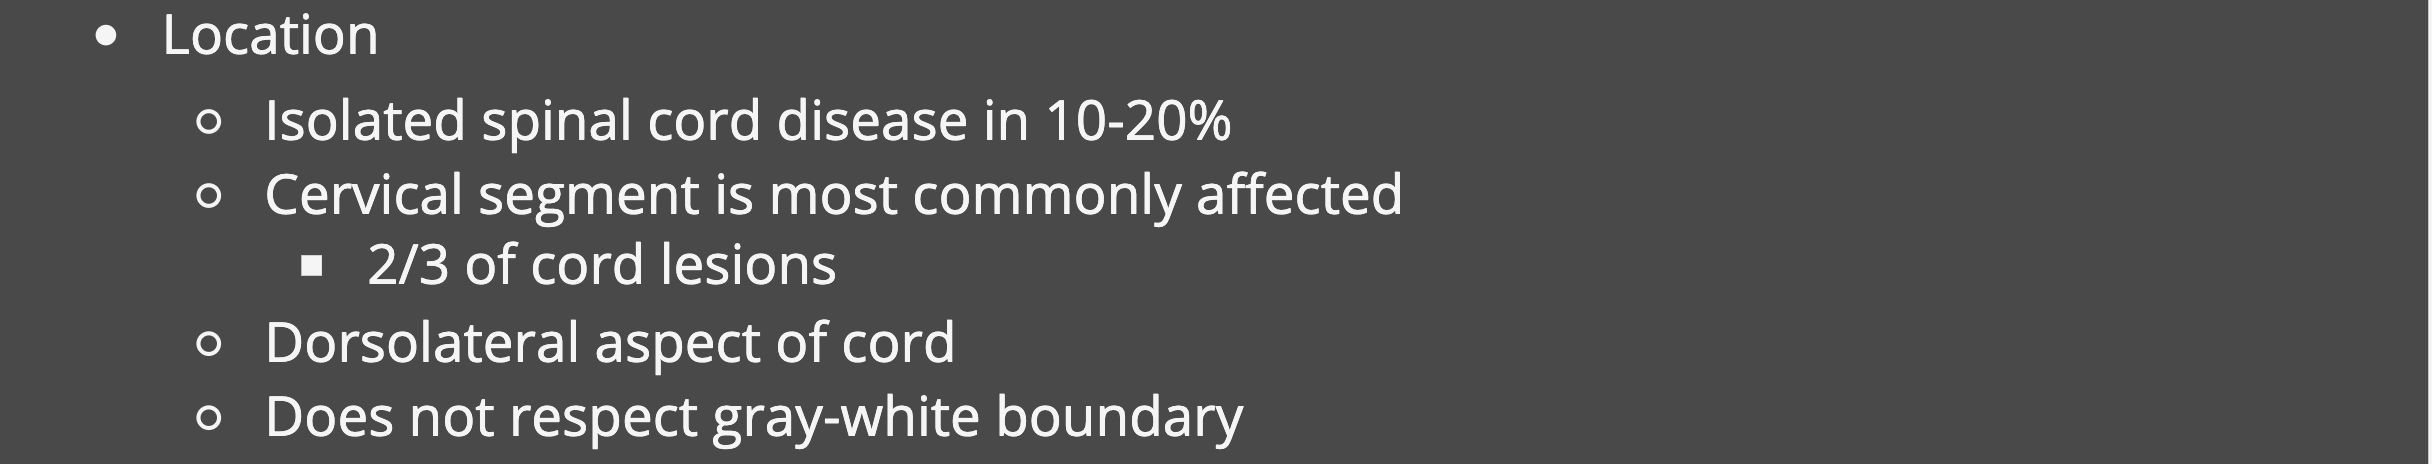 Location
Isolated spinal cord disease in 10-20%
Cervical segment is most commonly affected
2/3 of cord lesions
Dorsolateral aspect of cord
Does not respect gray-white boundary